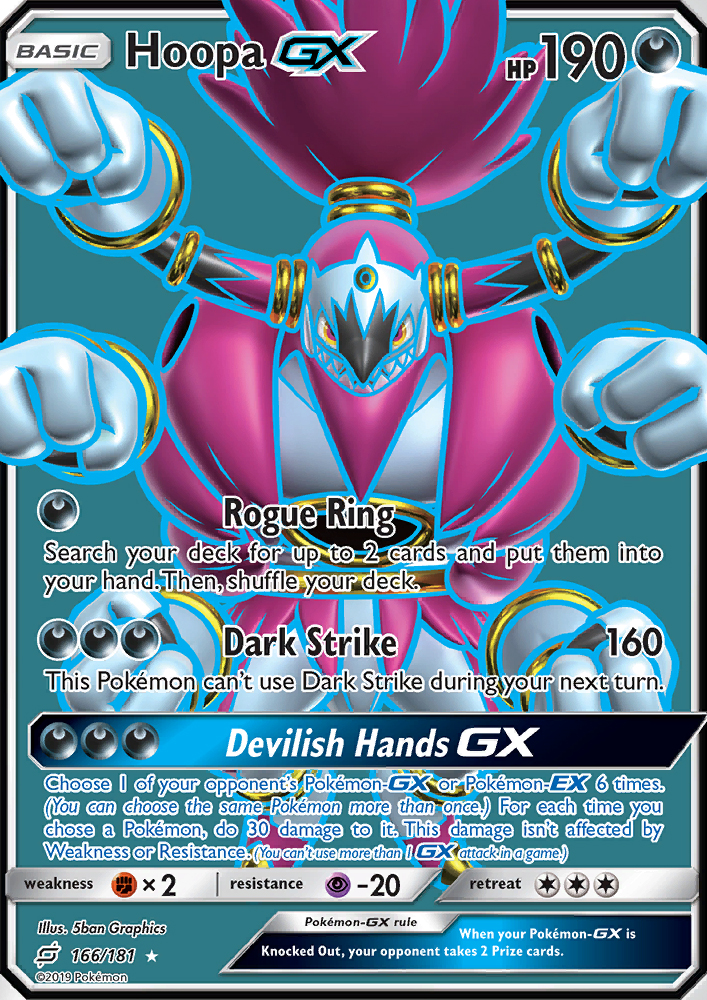 BASIC Hoopa GX HP 190
Rogue Ring
Search your deck for up to 2 cards and put them into
your hand. Then, shuffle your deck.
Dark Strike 160
This Pokémon can't use Dark Strike during your next turn.
Devilish Hands GX
Choose 1 of your opponent's Pokémon-GX or Pokémon-EX 6 times.
(You can choose the same Pokémon more than once.) For each time you
chose a Pokémon, do 30 damage to it. This damage isn't affected by
Weakness or Resistance. (You can't use more than 1 GX attack in a game.)
weakness ×2 resistance -20 retreat
Illus. 5ban Graphics
166/181
©2019 Pokémon
Pokémon-GX rule
When your Pokémon-GX is
Knocked Out, your opponent takes 2 Prize cards.